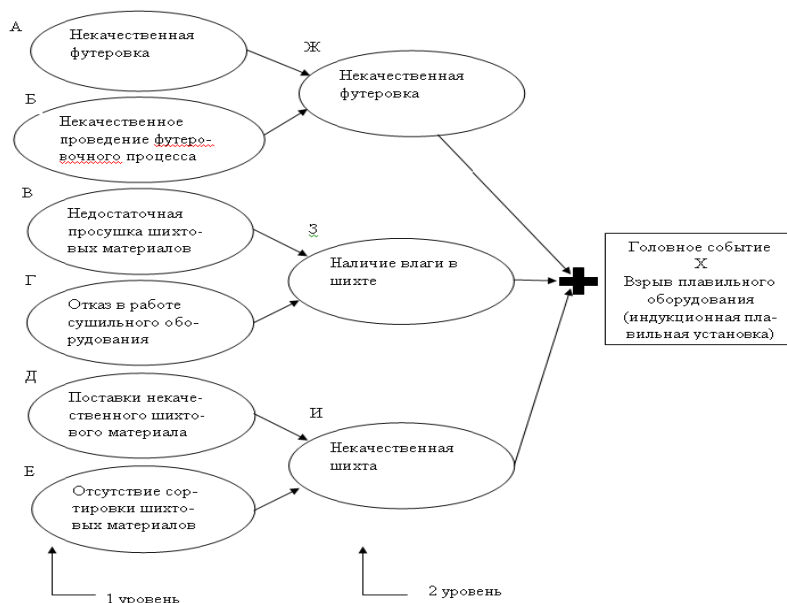 А
Некачественная
футеровка
Б
Некачественное
проведение футеро-
вочного процесса
В
Недостаточная
просушка шихто-
вых материалов
Г
Отказ в работе
сушильного обо-
рудования
Д
Поставки некаче-
ственного шихто-
вого материала
Е
Отсутствие сор-
тировки шихто-
вых материалов
1 уровень
Ж
Некачественная
футеровка
З
Наличие влаги в
шихте
И
Некачественная
шихта
2 уровень
Головное событие
Х
Взрыв плавильного
оборудования
(индукционная пла-
вильная установка)